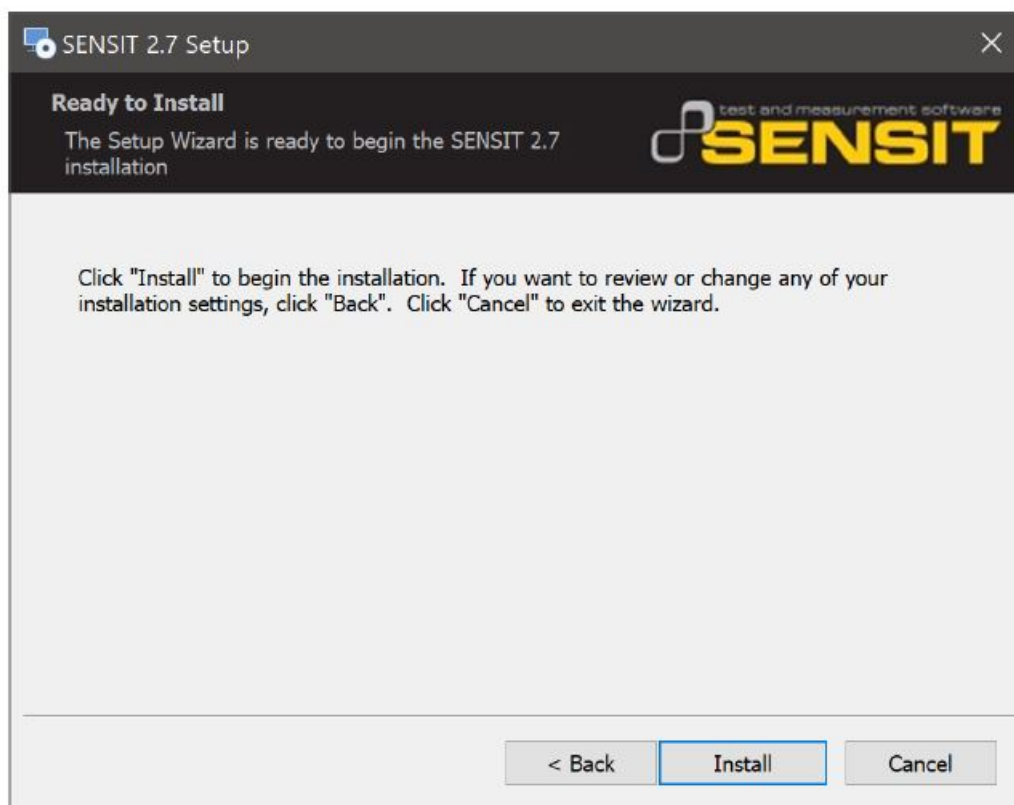 SENSIT 2.7 Setup
Ready to Install
The Setup Wizard is ready to begin the SENSIT 2.7
installation
test and measurement software
SENSIT
Click "Install" to begin the installation.  If you want to review or change any of your
installation settings, click "Back".  Click "Cancel" to exit the wizard.
< Back
Install
Cancel